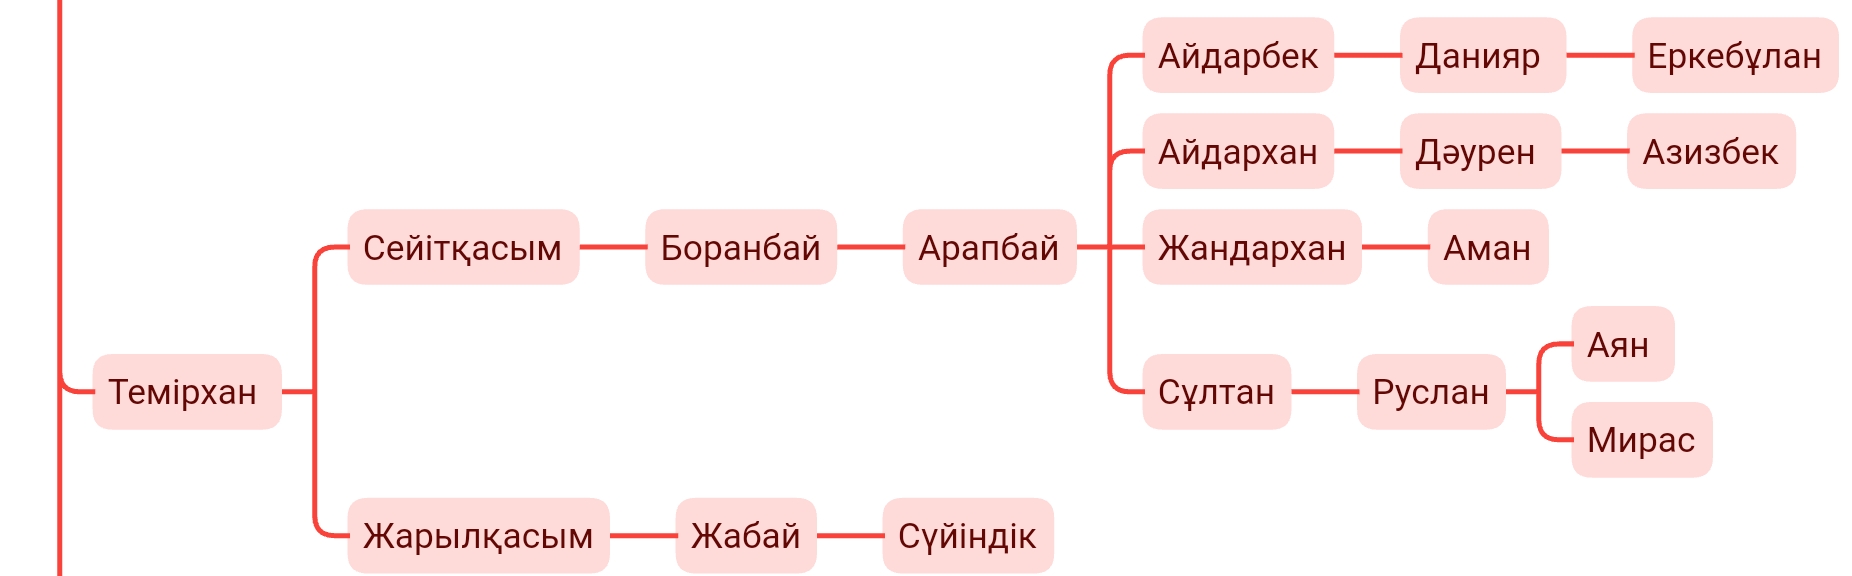 Айдарбек
Данияр
Еркебұлан
Айдархан
Дәурен
Азизбек
Сейітқасым
Боранбай
Арапбай
Жандархан
Аман
Аян
Темірхан
Сұлтан
Руслан
Мирас
Жарылқасым
Жабай
Сүйіндік